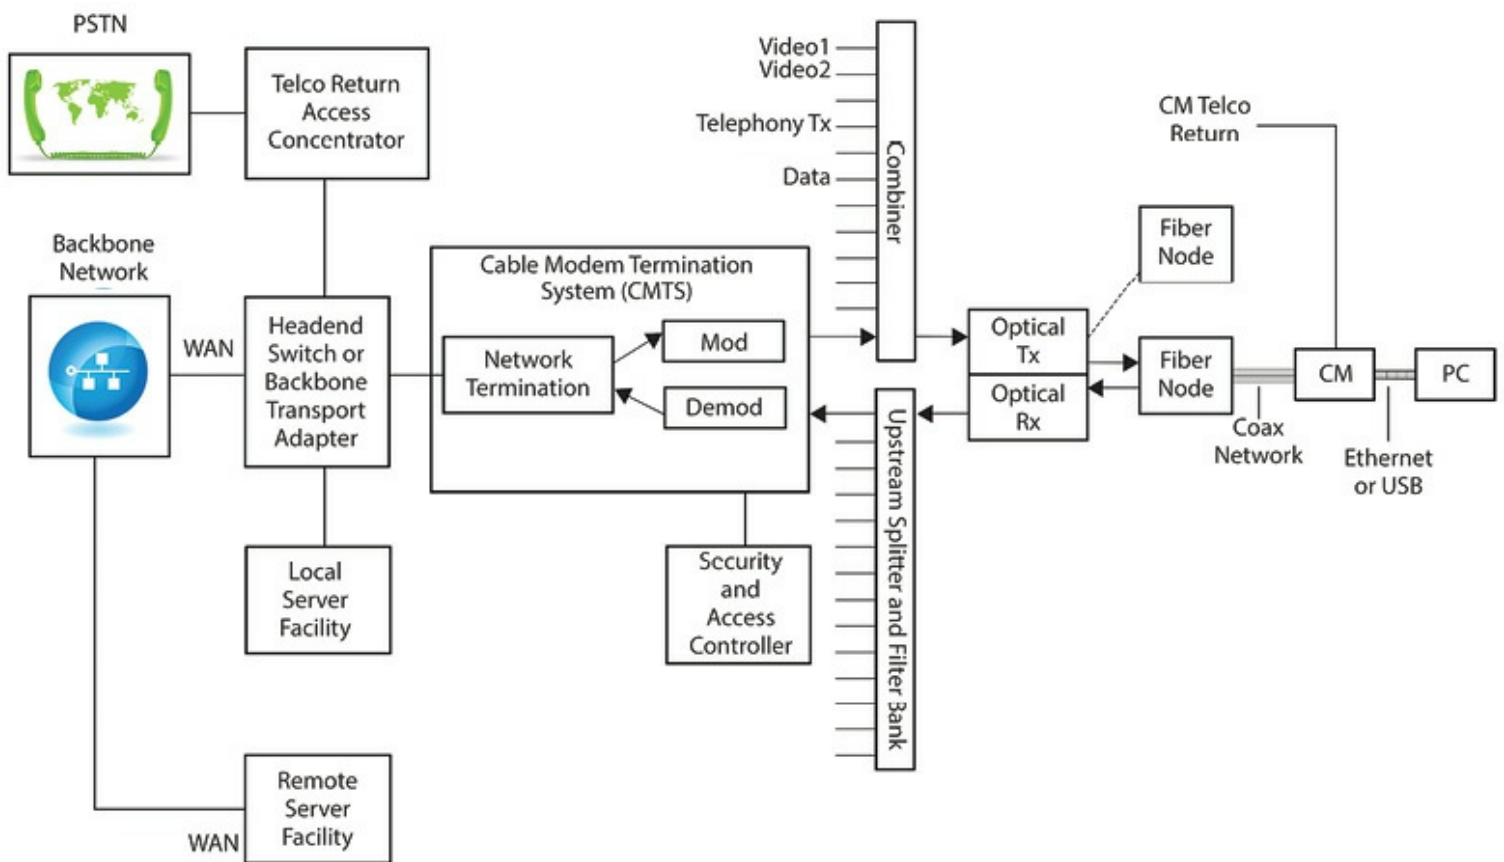 PSTN
Telco Return
Access
Concentrator
Backbone
Network
WAN
Headend
Switch or
Backbone
Transport
Adapter
Local
Server
Facility
Remote
Server
Facility
WAN
Cable Modem Termination
System (CMTS)
Network
Termination
Mod
Demod
Security
and
Access
Controller
Video1
Video2
Telephony Tx
Data
Combiner
Upstream Splitter and Filter Bank
Optical
Tx
Optical
Rx
Fiber
Node
Fiber
Node
CM Telco
Return
CM
PC
Coax
Network
Ethernet
or USB